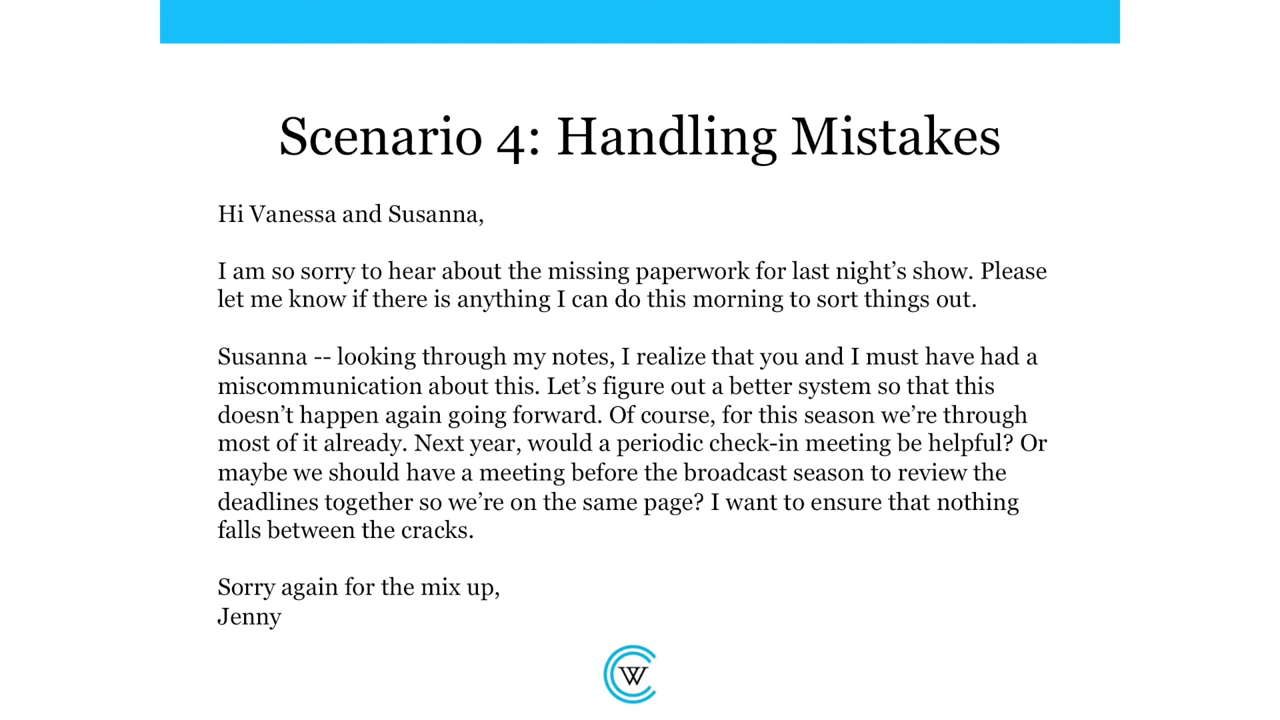 Scenario 4: Handling Mistakes
Hi Vanessa and Susanna,
I am so sorry to hear about the missing paperwork for last night’s show. Please
let me know if there is anything I can do this morning to sort things out.
Susanna -- looking through my notes, I realize that you and I must have had a
miscommunication about this. Let’s figure out a better system so that this
doesn’t happen again going forward. Of course, for this season we’re through
most of it already. Next year, would a periodic check-in meeting be helpful? Or
maybe we should have a meeting before the broadcast season to review the
deadlines together so we’re on the same page? I want to ensure that nothing
falls between the cracks.
Sorry again for the mix up,
Jenny
CW